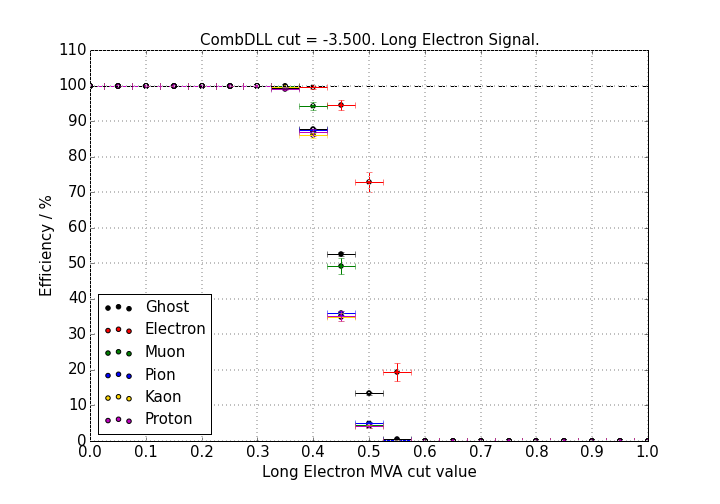 CombDLL cut = -3.500. Long Electron Signal.
110
100
90
80
70
60
50
40
30
20
10
0
Efficiency / %
Ghost
Electron
Muon
Pion
Kaon
Proton
0.0 0.1 0.2 0.3 0.4 0.5 0.6 0.7 0.8 0.9 1.0
Long Electron MVA cut value